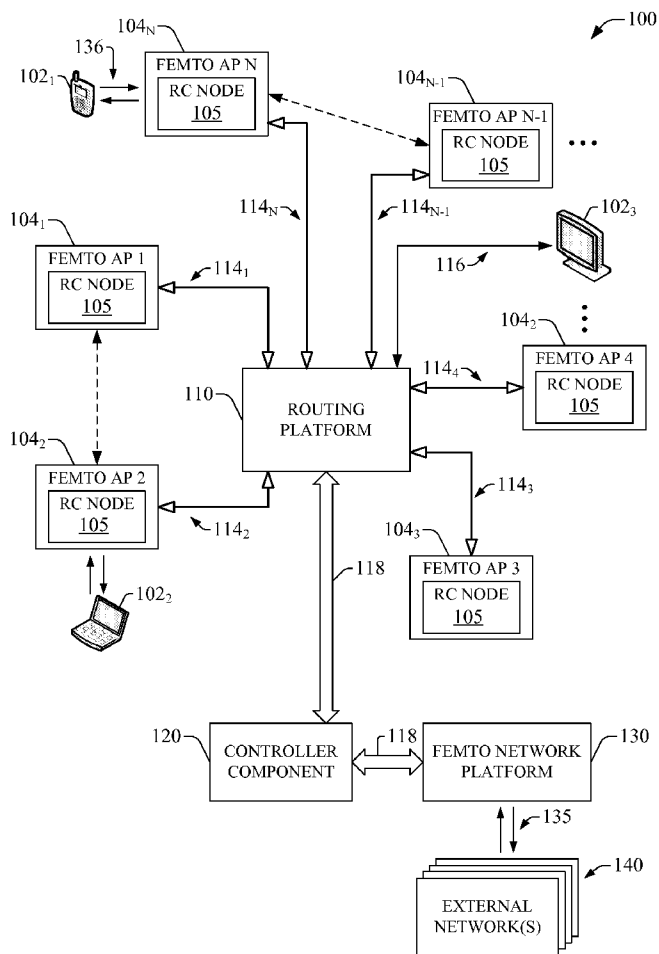 100
104N
136
102₁
FEMTO AP N
RC NODE
105
104N-1
FEMTO AP N-1
RC NODE
105
114N
114N-1
102₃
116
104₁
FEMTO AP 1
RC NODE
105
114₁
104₂
FEMTO AP 4
RC NODE
105
114₄
110
ROUTING
PLATFORM
104₂
FEMTO AP 2
RC NODE
105
114₂
102₂
114₃
104₃
FEMTO AP 3
RC NODE
105
118
120
CONTROLLER
COMPONENT
118
FEMTO NETWORK
PLATFORM
130
135
140
EXTERNAL
NETWORK(S)